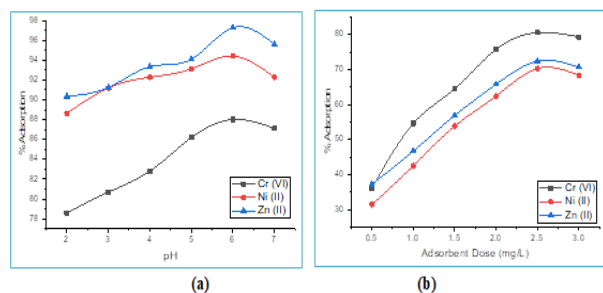 (a)
98
96
94
92
90
88
86
84
82
80
78
% Adsorption
Cr (VI)
Ni (II)
Zn (II)
2 3 4 5 6 7
pH
(b)
80
70
60
50
40
30
% Adsorption
Cr (VI)
Ni (II)
Zn (II)
0.5 1.0 1.5 2.0 2.5 3.0
Adsorbent Dose (mg/L)
(a) (b)